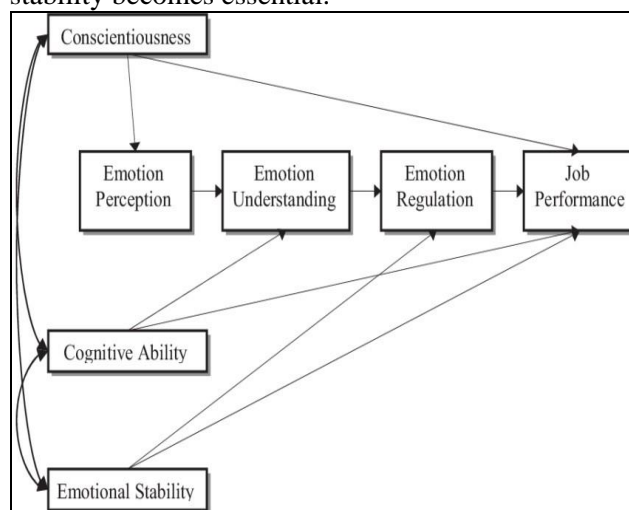 stability becomes essential.
Conscientiousness
Emotion
Perception
Emotion
Understanding
Emotion
Regulation
Job
Performance
Cognitive Ability
Emotional Stability